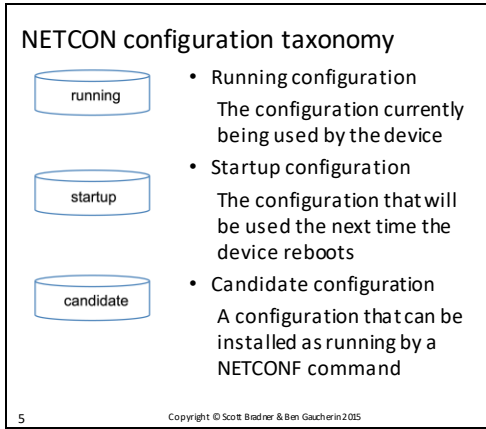 NETCON configuration taxonomy
running
• Running configuration
The configuration currently
being used by the device
startup
• Startup configuration
The configuration that will
be used the next time the
device reboots
candidate
• Candidate configuration
A configuration that can be
installed as running by a
NETCONF command
5
Copyright © Scott Bradner & Ben Gaucherin 2015